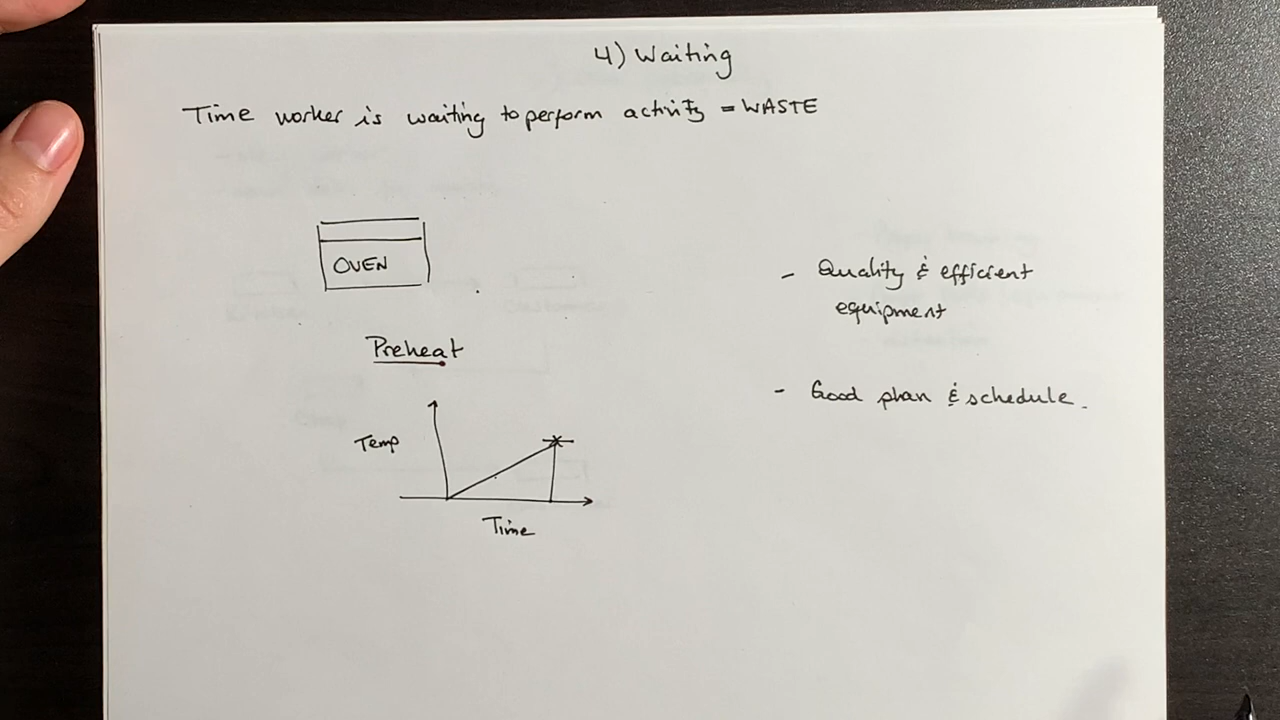 4) Waiting
Time worker is waiting to perform activity = WASTE
OVEN
- Quality & efficient
equipment
Preheat
- Good plan & schedule.
Temp
Time